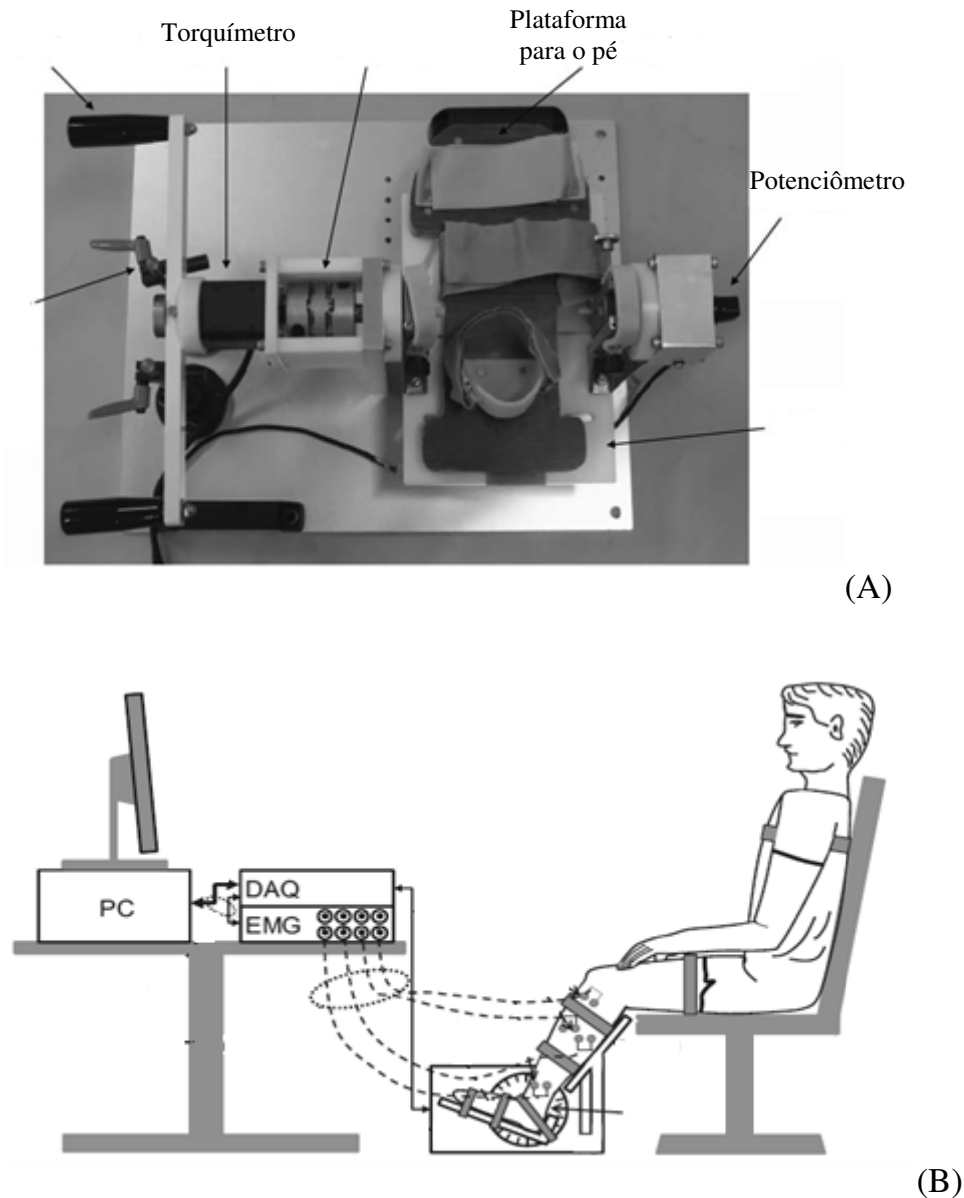 Torquímetro
Plataforma
para o pé
Potenciômetro
(A)
PC
DAQ
EMG
(B)